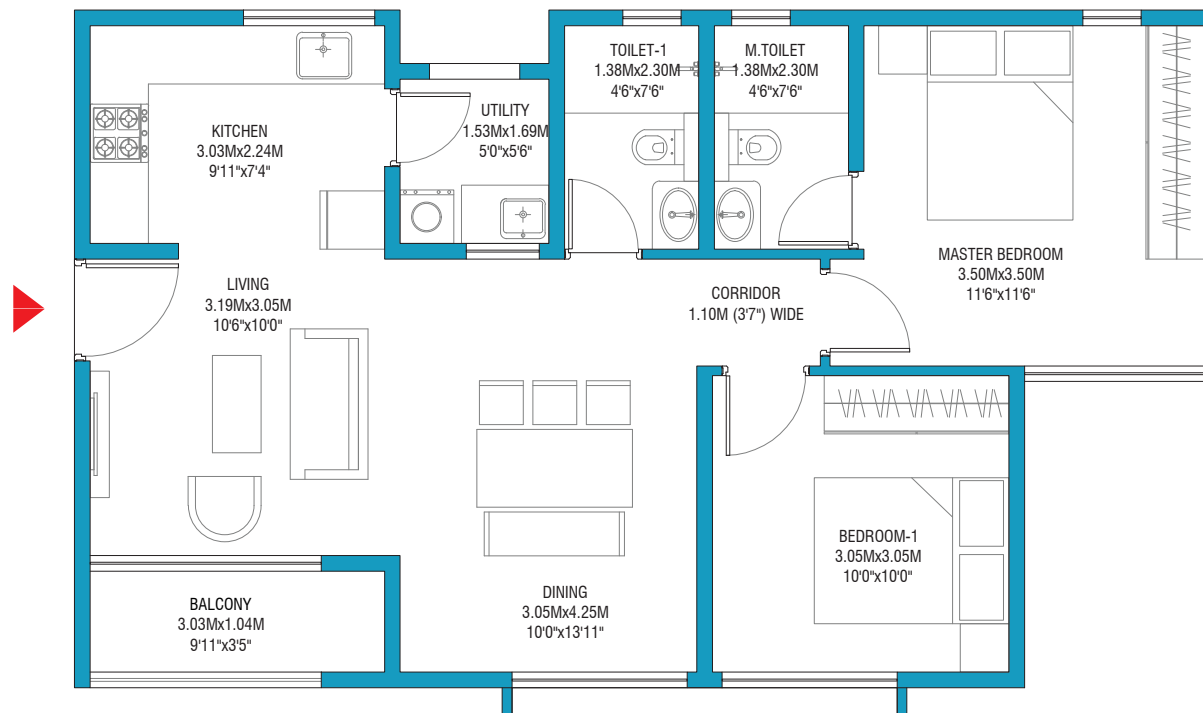 TOILET-1
1.38Mx2.30M
4'6"x7'6"
M.TOILET
1.38Mx2.30M
4'6"x7'6"
UTILITY
1.53Mx1.69M
5'0"x5'6"
KITCHEN
3.03Mx2.24M
9'11"x7'4"
MASTER BEDROOM
3.50Mx3.50M
11'6"x11'6"
LIVING
3.19Mx3.05M
10'6"x10'0"
CORRIDOR
1.10M (3'7") WIDE
BEDROOM-1
3.05Mx3.05M
10'0"x10'0"
BALCONY
3.03Mx1.04M
9'11"x3'5"
DINING
3.05Mx4.25M
10'0"x13'11"